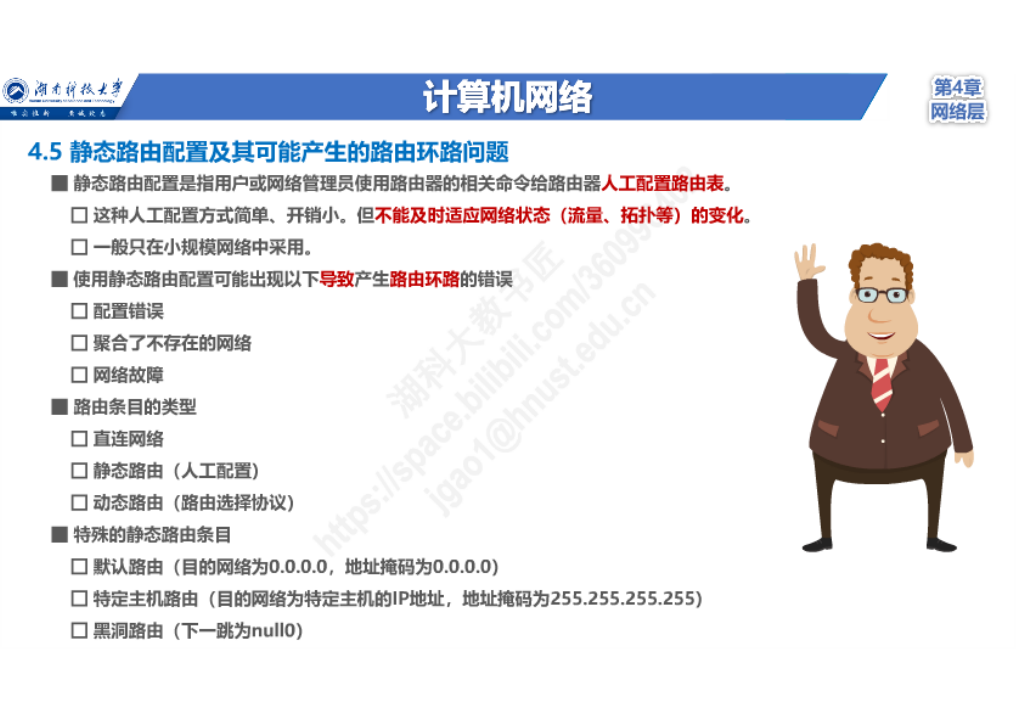 湖南科技大学
计算机网络
第4章
网络层
4.5 静态路由配置及其可能产生的路由环路问题
■ 静态路由配置是指用户或网络管理员使用路由器的相关命令给路由器人工配置路由表。
□ 这种人工配置方式简单、开销小。但不能及时适应网络状态（流量、拓扑等）的变化。
□ 一般只在小规模网络中采用。
■ 使用静态路由配置可能出现以下导致产生路由环路的错误
□ 配置错误
□ 聚合了不存在的网络
□ 网络故障
■ 路由条目的类型
□ 直连网络
□ 静态路由（人工配置）
□ 动态路由（路由选择协议）
■ 特殊的静态路由条目
□ 默认路由（目的网络为0.0.0.0，地址掩码为0.0.0.0）
□ 特定主机路由（目的网络为特定主机的IP地址，地址掩码为255.255.255.255）
□ 黑洞路由（下一跳为null0）
湖科大教书匠
jgao1@hnust.edu.cn